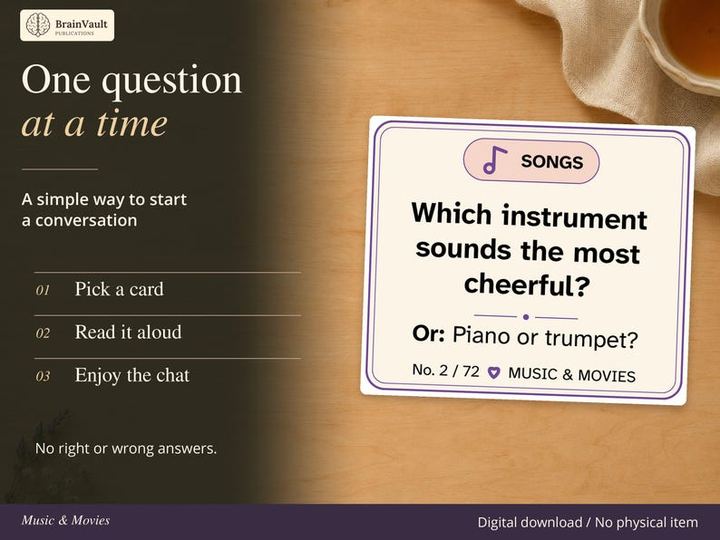 BrainVault
PUBLICATIONS
One question
at a time
A simple way to start
a conversation
01 Pick a card
02 Read it aloud
03 Enjoy the chat
No right or wrong answers.
SONGS
Which instrument
sounds the most
cheerful?
Or: Piano or trumpet?
No. 2 / 72 MUSIC & MOVIES
Music & Movies
Digital download / No physical item